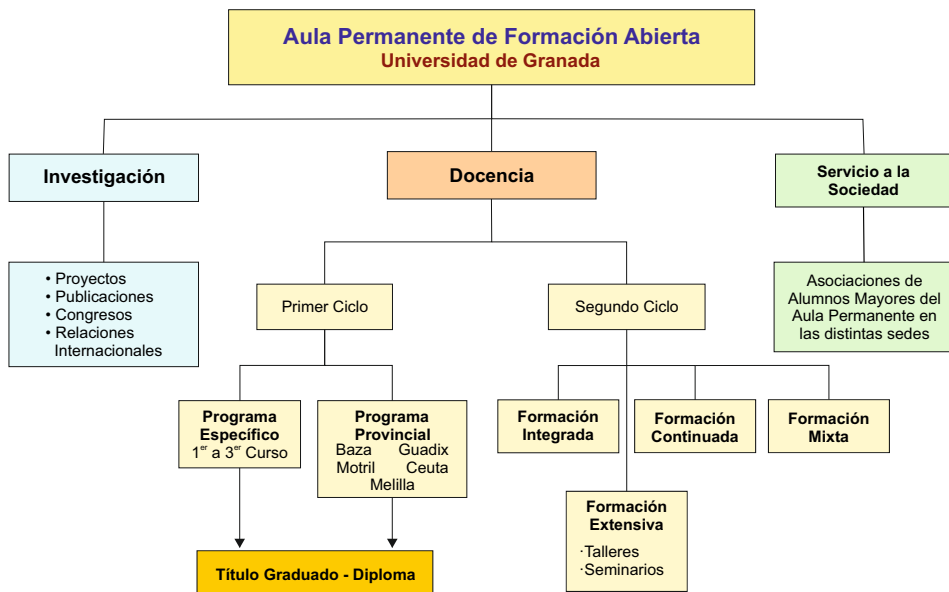 Aula Permanente de Formación Abierta
Universidad de Granada
Investigación
Docencia
Servicio a la
Sociedad
• Proyectos
• Publicaciones
• Congresos
• Relaciones
Internacionales
Primer Ciclo
Segundo Ciclo
Asociaciones de
Alumnos Mayores del
Aula Permanente en
las distintas sedes
Programa
Específico
1er a 3er Curso
Programa
Provincial
Baza Guadix
Motril Ceuta
Melilla
Formación
Integrada
Formación
Continuada
Formación
Mixta
Formación
Extensiva
·Talleres
·Seminarios
Título Graduado - Diploma